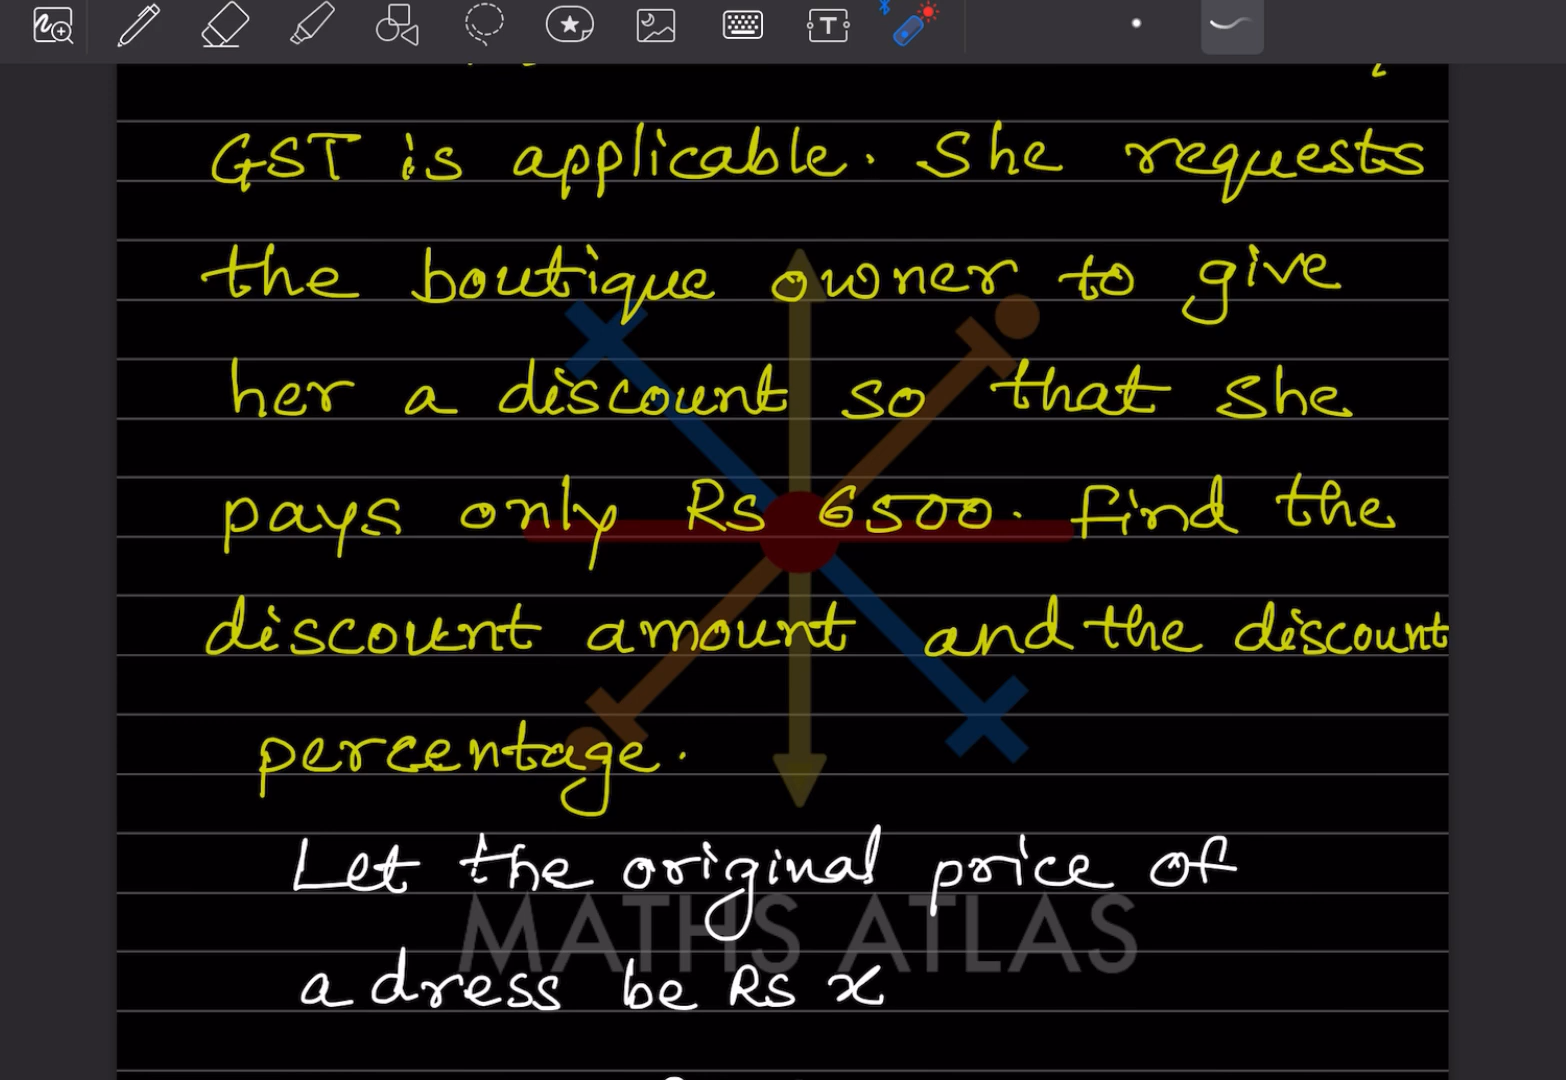 GST is applicable. She requests
the boutique owner to give
her a discount so that she
pays only Rs 6500. Find the
discount amount and the discount
percentage.
Let the original price of
MATHS ATLAS
a dress be Rs x